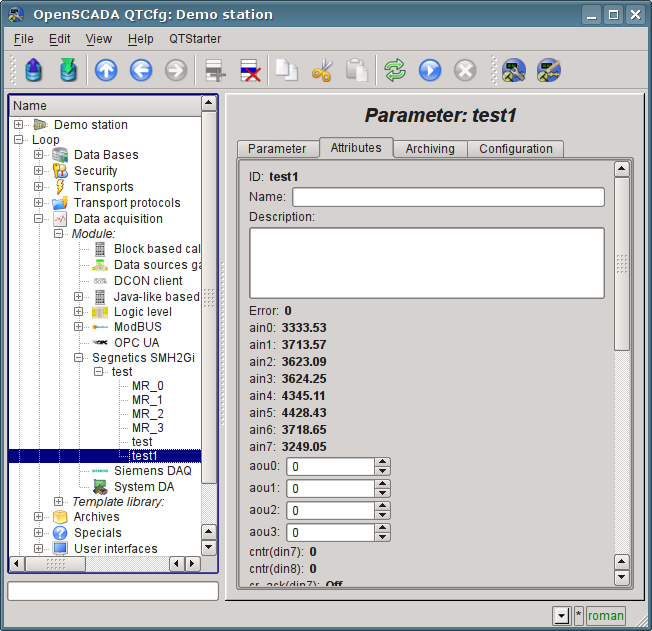 OpenSCADA QTCfg: Demo station
File Edit View Help QTStarter
Name
Demo station
Loop
Data Bases
Security
Transports
Transport protocols
Data acquisition
Module:
Block based cal
Data sources ga
DCON client
Java-like based
Logic level
ModBUS
OPC UA
Segnetics SMH2Gi
test
MR_0
MR_1
MR_2
MR_3
test
test1
Siemens DAQ
System DA
Template library:
Archives
Specials
User interfaces
Parameter: test1
Parameter Attributes Archiving Configuration
ID: test1
Name:
Description:
Error: 0
ain0: 3333.53
ain1: 3713.57
ain2: 3623.09
ain3: 3624.25
ain4: 4345.11
ain5: 4428.43
ain6: 3718.65
ain7: 3249.05
aou0: 0
aou1: 0
aou2: 0
aou3: 0
cntr(din7): 0
cntr(din8): 0
cr_ack(din7): Off
* roman